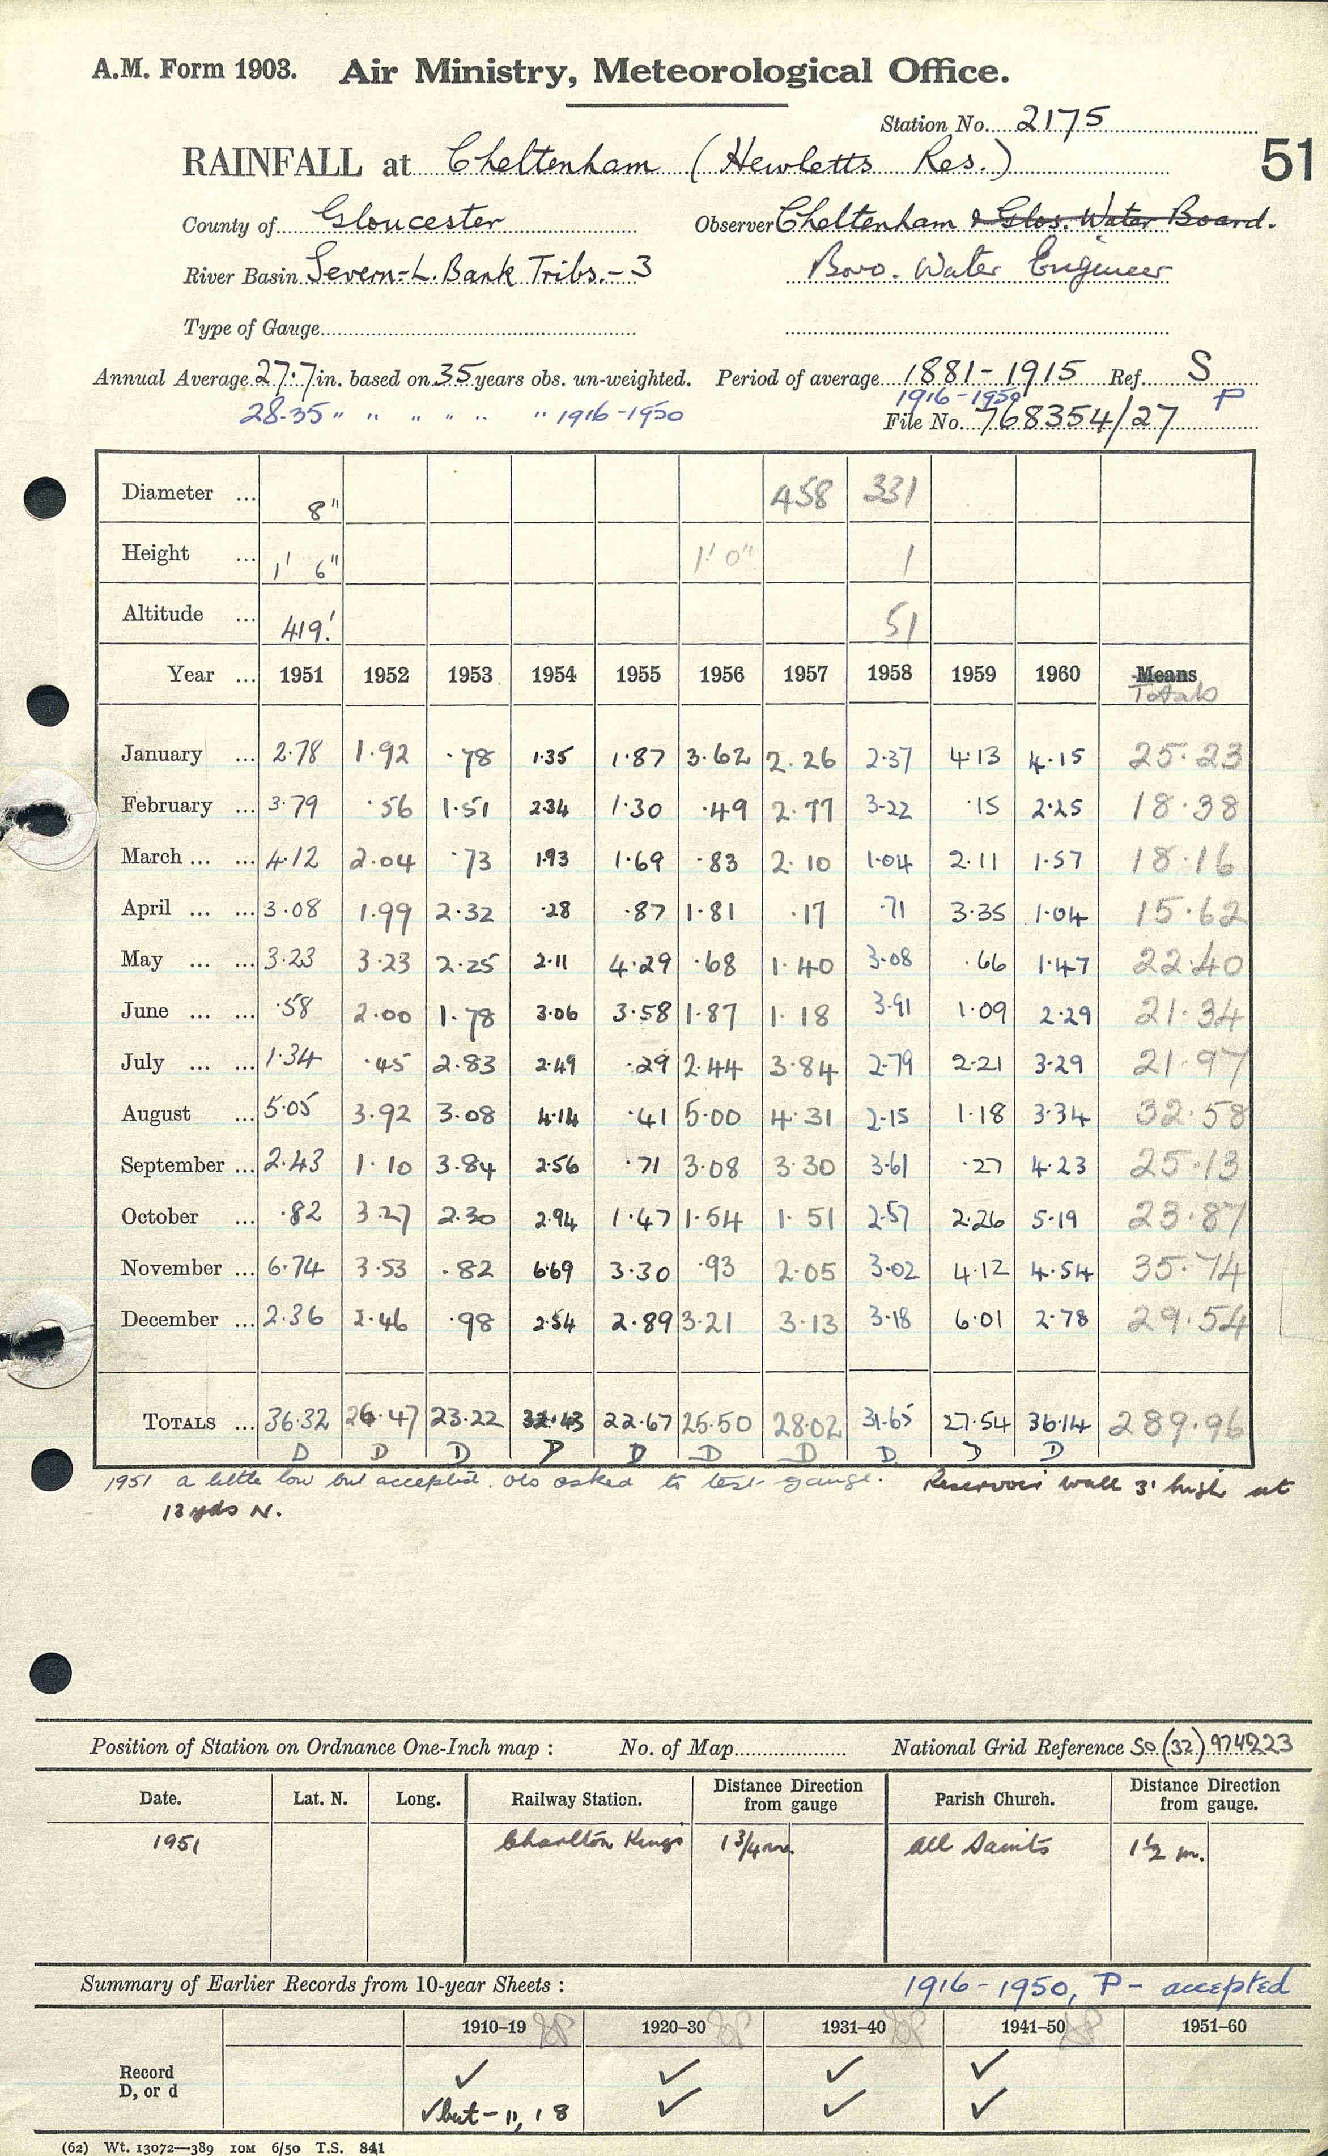 A.M. Form 1903. Air Ministry, Meteorological Office.
Station No. 2175
RAINFALL at Cheltenham (Hewletts Res.)
51
County of Gloucester Observer Cheltenham & Glos. Water Board.
River Basin Severn-L. Bank Tribs.-3 Boro. Water Engineer
Type of Gauge
Annual Average 27.7 in. based on 35 years obs. un-weighted. Period of average 1881-1915 Ref. S
28.35 " " " " " 1916-1950 1916-1950 P
File No. 768354/27
Diameter ... 8" 458 331
Height ... 1' 6" 1' 0" 1
Altitude ... 419' 51
Year ... 1951 1952 1953 1954 1955 1956 1957 1958 1959 1960 Means
Totals
January ... 2.78 1.92 .78 1.35 1.87 3.62 2.26 2.37 4.13 4.15 25.23
February ... 3.79 .56 1.51 2.34 1.30 .49 2.77 3.22 .15 2.25 18.38
March ... ... 4.12 2.04 .73 1.93 1.69 .83 2.10 1.04 2.11 1.57 18.16
April ... ... 3.08 1.99 2.32 .28 .87 1.81 .17 .71 3.35 1.04 15.62
May ... ... 3.23 3.23 2.25 2.11 4.29 .68 1.40 3.08 .66 1.47 22.40
June ... ... .58 2.00 1.78 3.06 3.58 1.87 1.18 3.91 1.09 2.29 21.34
July ... ... 1.34 .45 2.83 2.49 .29 2.44 3.84 2.79 2.21 3.29 21.97
August ... 5.05 3.92 3.08 4.14 .41 5.00 4.31 2.15 1.18 3.34 32.58
September ... 2.43 1.10 3.84 2.56 .71 3.08 3.30 3.61 .27 4.23 25.13
October ... .82 3.27 2.30 2.94 1.47 1.54 1.51 2.57 2.26 5.19 23.87
November ... 6.74 3.53 .82 6.69 3.30 .93 2.05 3.02 4.12 4.54 35.74
December ... 2.36 2.46 .98 2.54 2.89 3.21 3.13 3.18 6.01 2.78 29.54
TOTALS ... 36.32 26.47 23.22 32.43 22.67 25.50 28.02 31.65 27.54 36.14 289.96
D D D D D D D D D D
1951 a little low but accepted. Obs asked to test gauge. Reservoir wall 3' high at
13 yds N.
Position of Station on Ordnance One-Inch map : No. of Map National Grid Reference SO (32) 974223
Date. Lat. N. Long. Railway Station. Distance Direction from gauge Parish Church. Distance Direction from gauge.
1951 Charlton Kings 1 3/4 m. All Saints 1 1/2 m.
Summary of Earlier Records from 10-year Sheets : 1916-1950, P - accepted
1910-19 1920-30 1931-40 1941-50 1951-60
Record ✓ ✓ ✓ ✓
D, or d ✓ but - 11, 18 ✓ ✓ ✓
(62) Wt. 13072—389 10M 6/50 T.S. 841